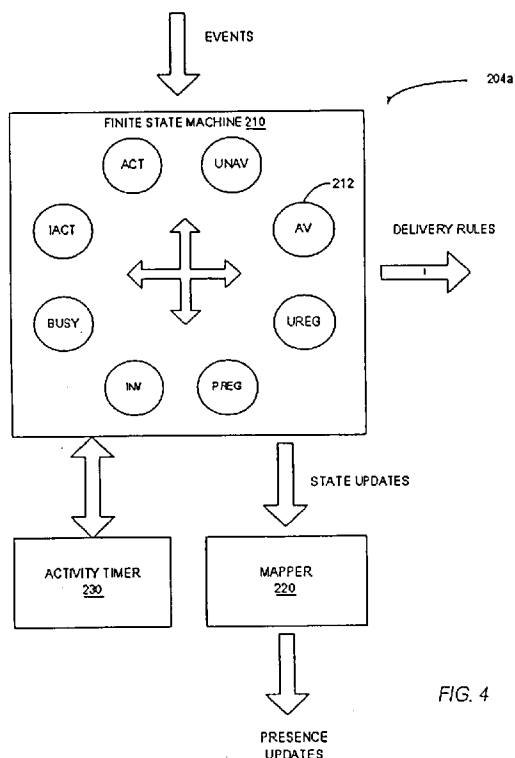 EVENTS
204a
FINITE STATE MACHINE 210
ACT
UNAV
212
IACT
AV
DELIVERY RULES
BUSY
UREG
INV
PREG
STATE UPDATES
ACTIVITY TIMER
230
MAPPER
220
FIG. 4
PRESENCE
UPDATES